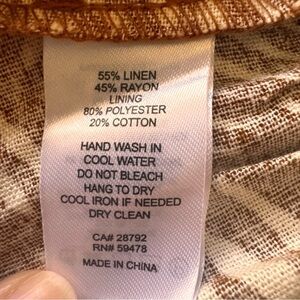 55% LINEN
45% RAYON
LINING
80% POLYESTER
20% COTTON
HAND WASH IN
COOL WATER
DO NOT BLEACH
HANG TO DRY
COOL IRON IF NEEDED
DRY CLEAN
CA# 28792
RN# 59478
MADE IN CHINA